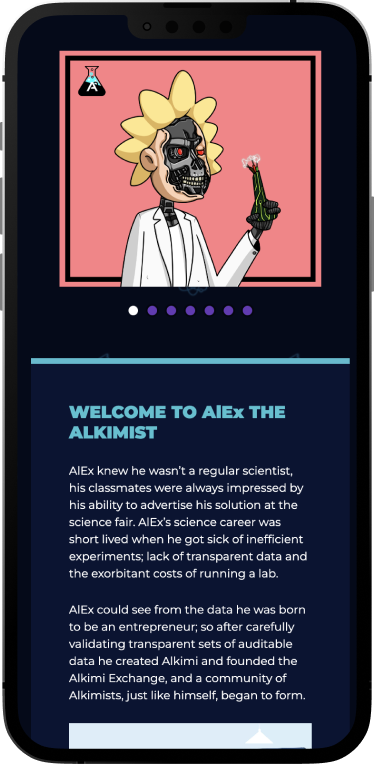 A
WELCOME TO AlEx THE
ALKIMIST
AlEx knew he wasn’t a regular scientist,
his classmates were always impressed by
his ability to advertise his solution at the
science fair. AlEx’s science career was
short lived when he got sick of inefficient
experiments; lack of transparent data and
the exorbitant costs of running a lab.
AlEx could see from the data he was born
to be an entrepreneur; so after carefully
validating transparent sets of auditable
data he created Alkimi and founded the
Alkimi Exchange, and a community of
Alkimists, just like himself, began to form.